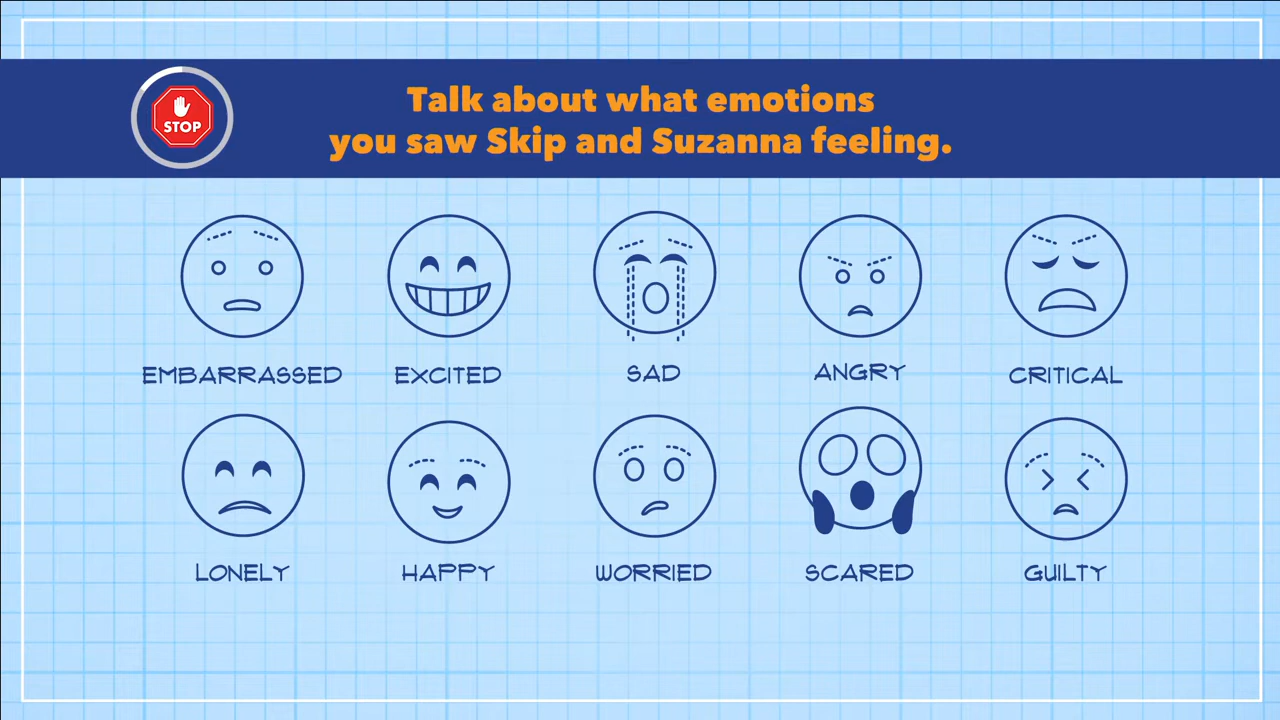 STOP
Talk about what emotions
you saw Skip and Suzanna feeling.
EMBARRASSED EXCITED SAD ANGRY CRITICAL
LONELY HAPPY WORRIED SCARED GUILTY